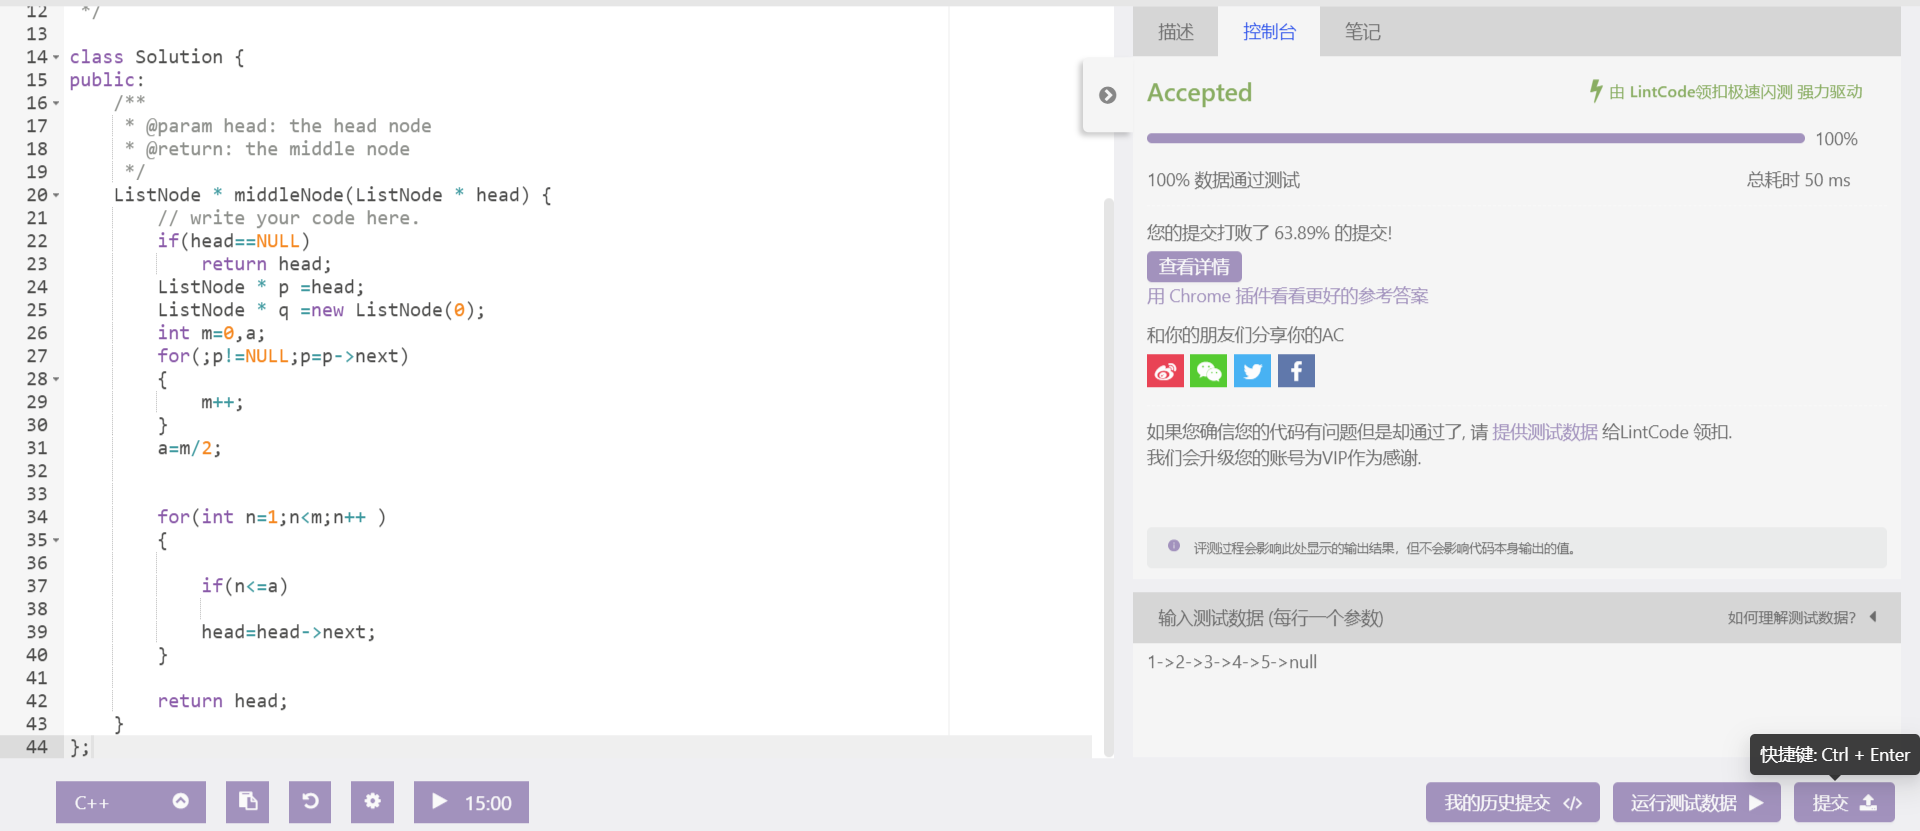 12 */
13
14 class Solution {
15 public:
16 /**
17 * @param head: the head node
18 * @return: the middle node
19 */
20 ListNode * middleNode(ListNode * head) {
21 // write your code here.
22 if(head==NULL)
23 return head;
24 ListNode * p =head;
25 ListNode * q =new ListNode(0);
26 int m=0,a;
27 for(;p!=NULL;p=p->next)
28 {
29 m++;
30 }
31 a=m/2;
32
33
34 for(int n=1;n<m;n++ )
35 {
36
37 if(n<=a)
38
39 head=head->next;
40 }
41
42 return head;
43 }
44 };
C++
15:00
描述 控制台 笔记
Accepted 由 LintCode领扣极速闪测 强力驱动
100%
100% 数据通过测试 总耗时 50 ms
您的提交打败了 63.89% 的提交!
查看详情
用 Chrome 插件看看更好的参考答案
和你的朋友们分享你的AC
如果您确信您的代码有问题但是却通过了, 请 提供测试数据 给LintCode 领扣.
我们会升级您的账号为VIP作为感谢.
评测过程会影响此处显示的输出结果，但不会影响代码本身输出的值。
输入测试数据 (每行一个参数) 如何理解测试数据?
1->2->3->4->5->null
快捷键: Ctrl + Enter
我的历史提交 </> 运行测试数据 提交